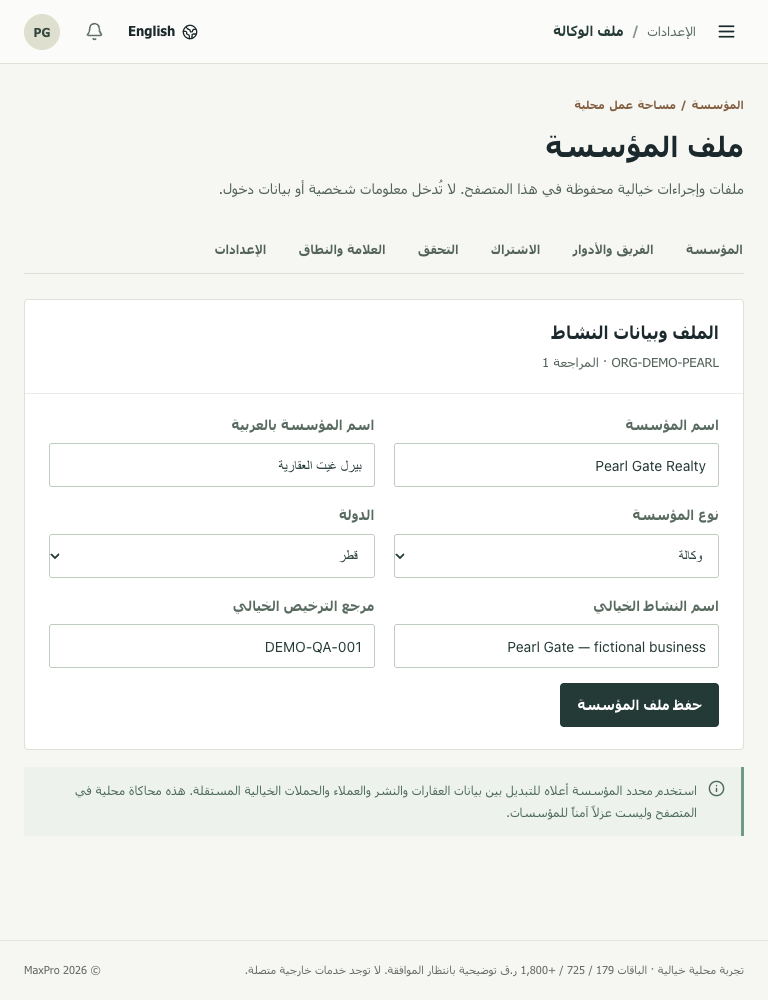 الإعدادات / ملف الوكالة
English
PG
المؤسسة / مساحة عمل محلية
ملف المؤسسة
ملفات وإجراءات خيالية محفوظة في هذا المتصفح. لا تُدخل معلومات شخصية أو بيانات دخول.
المؤسسة
الفريق والأدوار
الاشتراك
التحقق
العلامة والنطاق
الإعدادات
الملف وبيانات النشاط
ORG-DEMO-PEARL · المراجعة 1
اسم المؤسسة
Pearl Gate Realty
اسم المؤسسة بالعربية
بيرل غيت العقارية
نوع المؤسسة
وكالة
الدولة
قطر
اسم النشاط الخيالي
Pearl Gate — fictional business
مرجع الترخيص الخيالي
DEMO-QA-001
حفظ ملف المؤسسة
استخدم محدد المؤسسة أعلاه للتبديل بين بيانات العقارات والنشر والعملاء والحملات الخيالية المستقلة. هذه محاكاة محلية في
المتصفح وليست عزلاً آمناً للمؤسسات.
تجربة محلية خيالية · الباقات 179 / 725 / 1,800+ ر.ق توضيحية بانتظار الموافقة. لا توجد خدمات خارجية متصلة.
© 2026 MaxPro